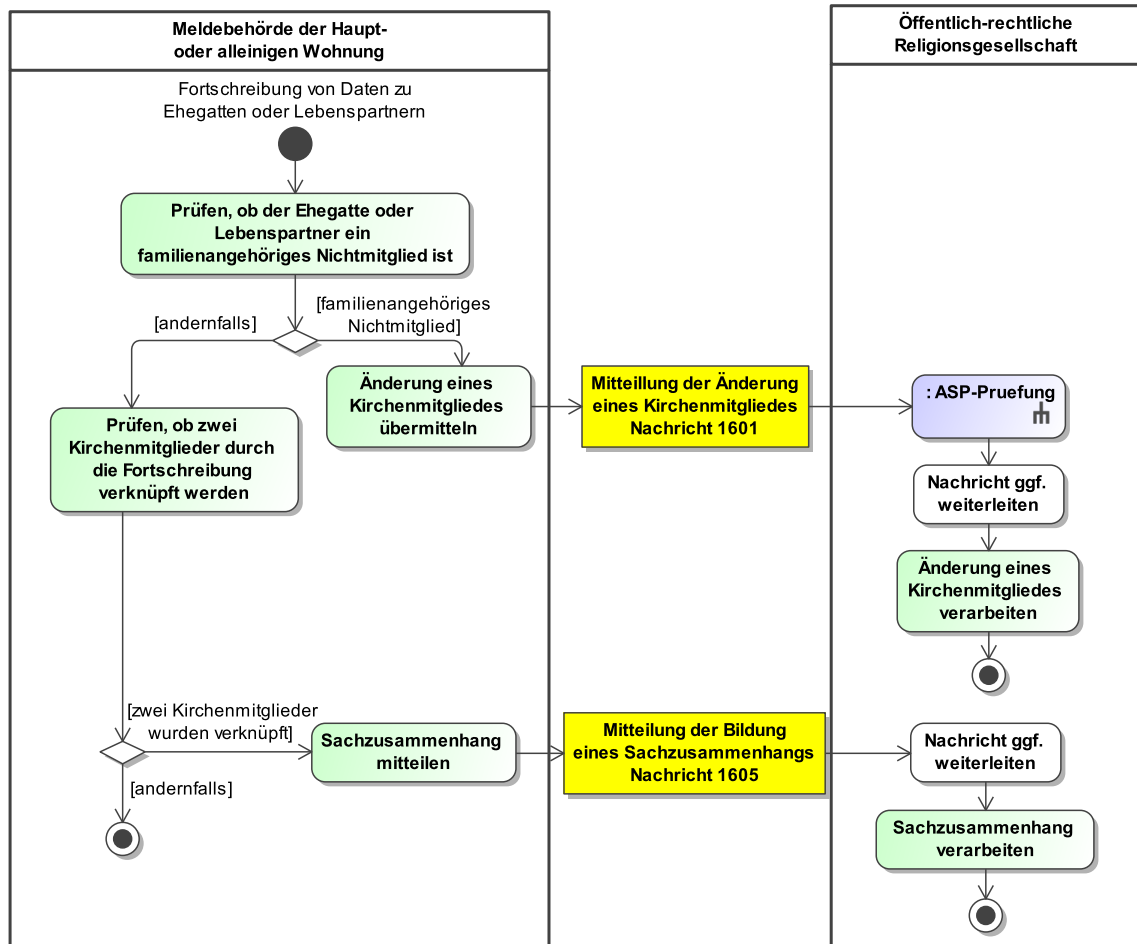 Meldebehörde der Haupt-
oder alleinigen Wohnung
Öffentlich-rechtliche
Religionsgesellschaft
Fortschreibung von Daten zu
Ehegatten oder Lebenspartnern
Prüfen, ob der Ehegatte oder
Lebenspartner ein
familienangehöriges Nichtmitglied ist
[andernfalls]
[familienangehöriges
Nichtmitglied]
Änderung eines
Kirchenmitgliedes
übermitteln
Mitteillung der Änderung
eines Kirchenmitgliedes
Nachricht 1601
: ASP-Pruefung
Prüfen, ob zwei
Kirchenmitglieder durch
die Fortschreibung
verknüpft werden
Nachricht ggf.
weiterleiten
Änderung eines
Kirchenmitgliedes
verarbeiten
[zwei Kirchenmitglieder
wurden verknüpft]
Sachzusammenhang
mitteilen
Mitteilung der Bildung
eines Sachzusammenhangs
Nachricht 1605
Nachricht ggf.
weiterleiten
[andernfalls]
Sachzusammenhang
verarbeiten